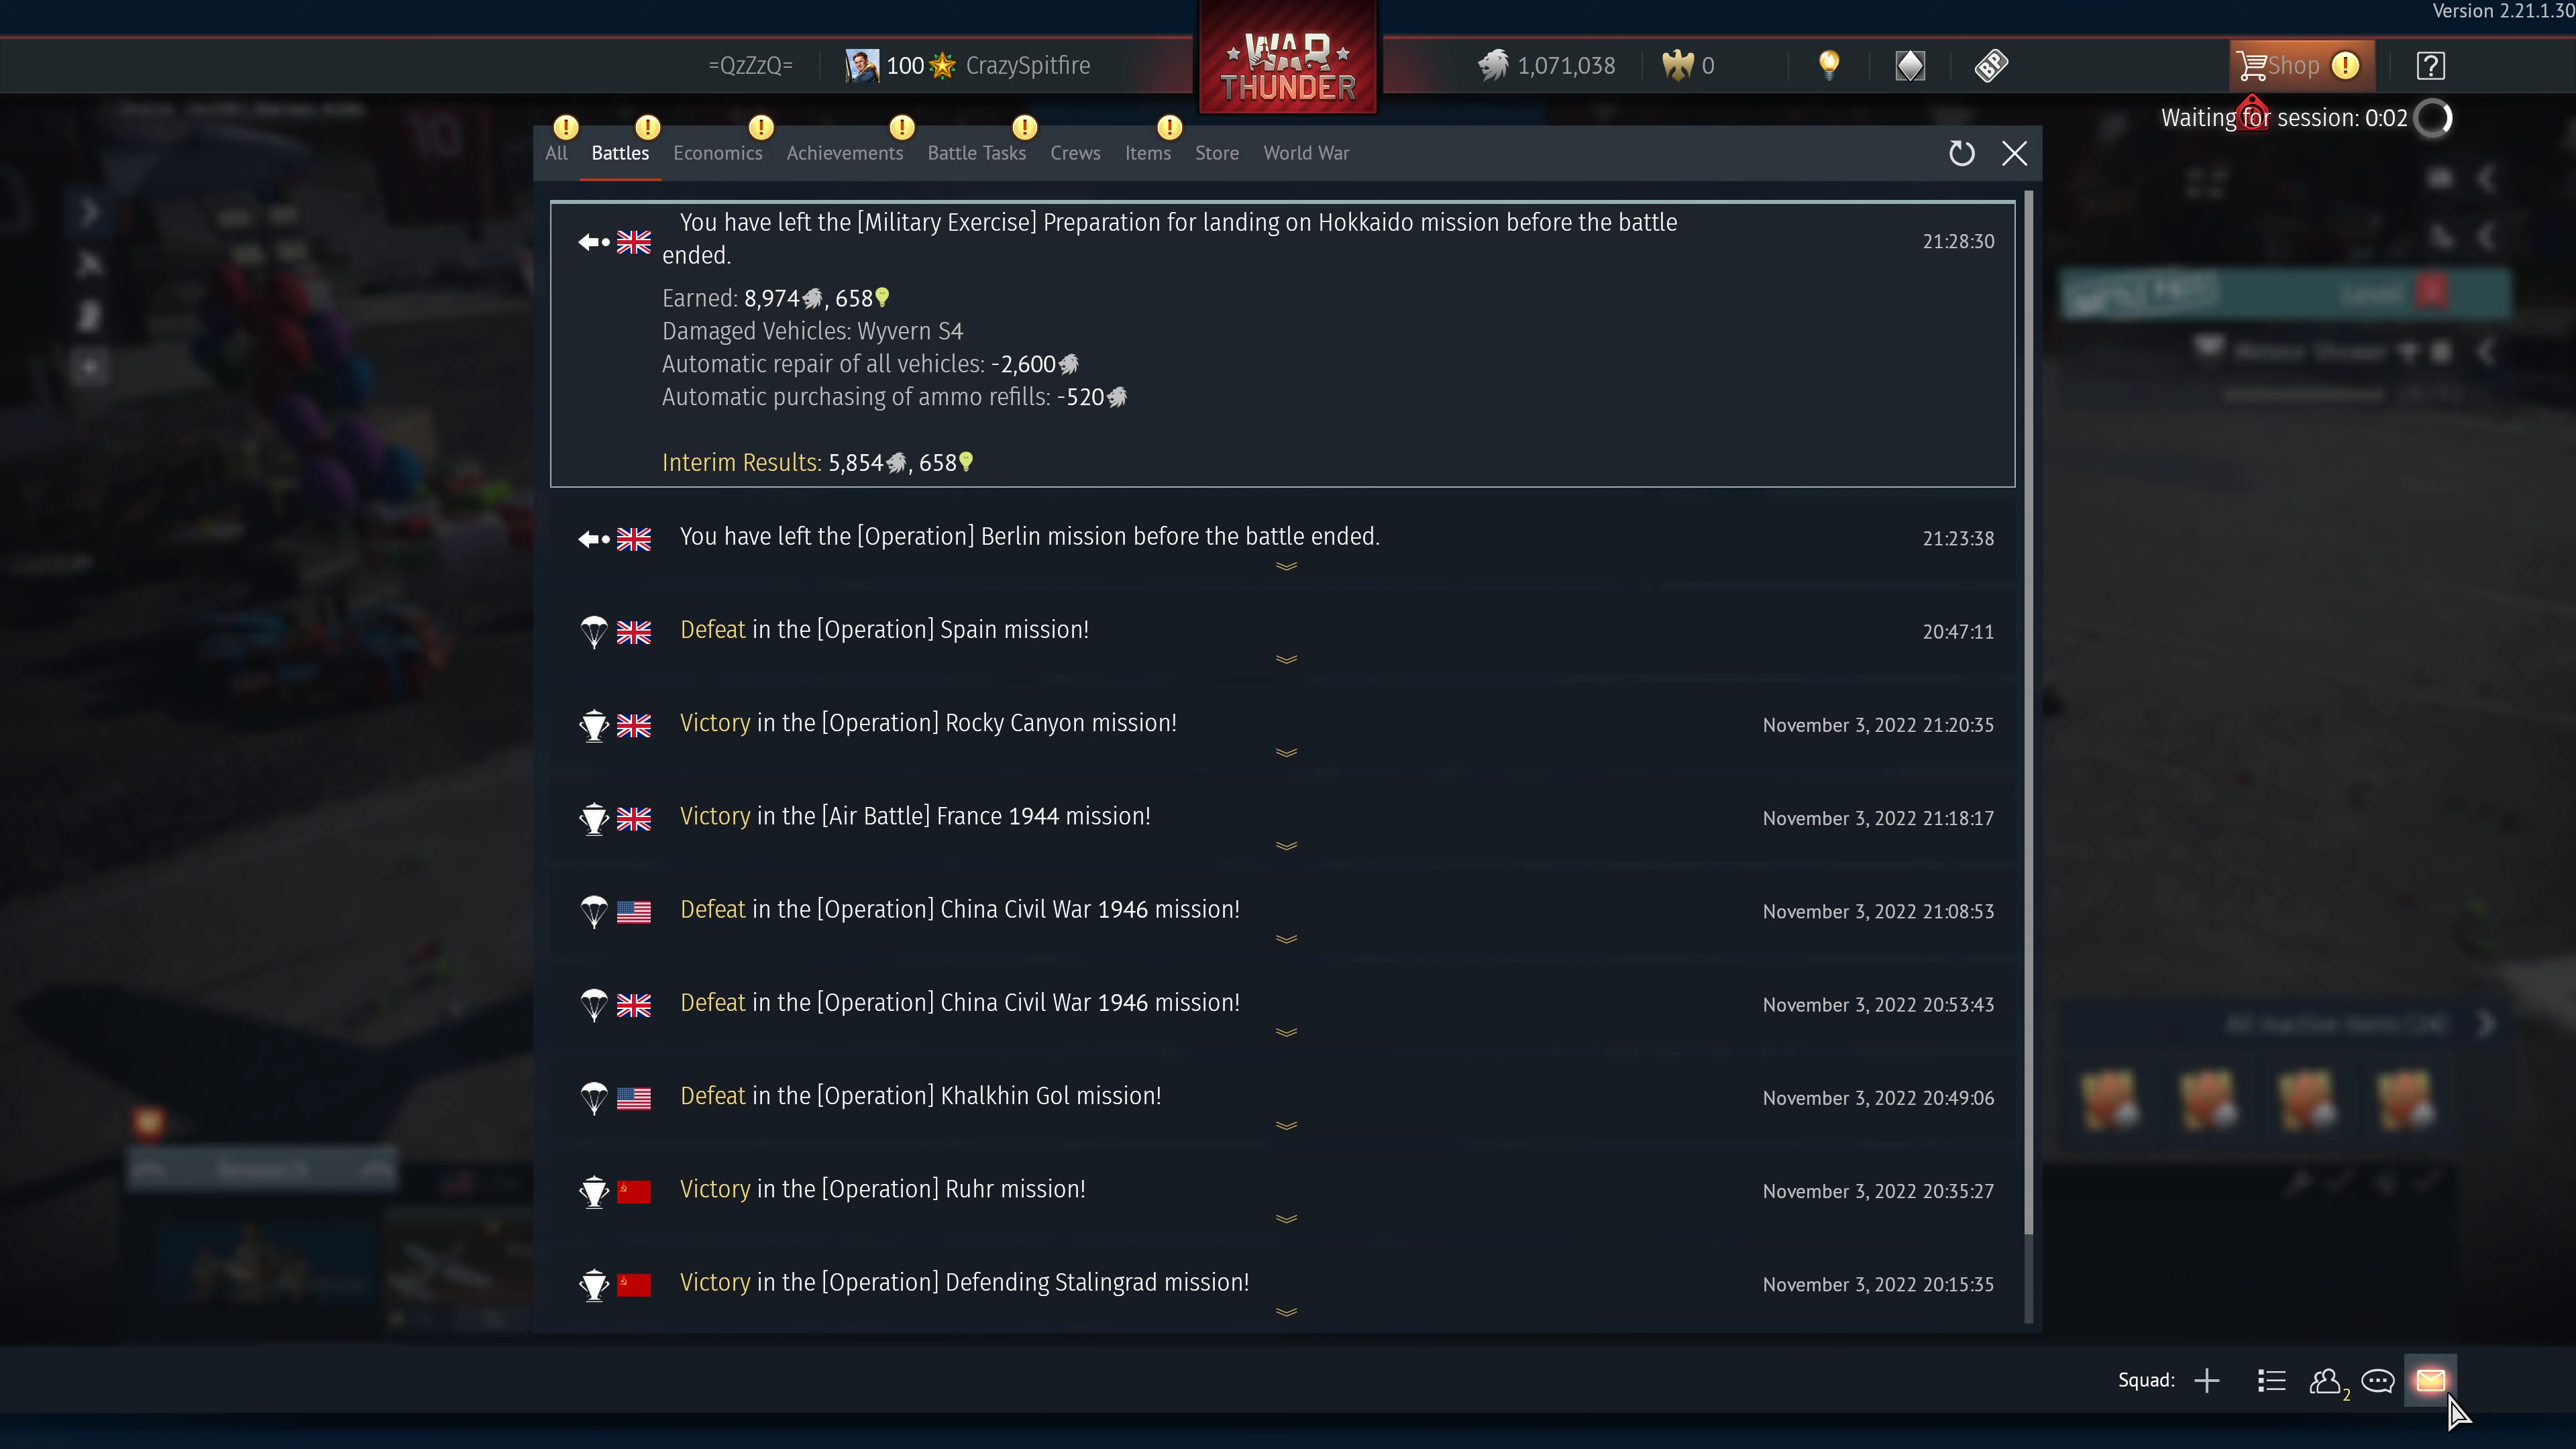 Version 2.21.1.30
=QzZzQ= 100 CrazySpitfire WAR THUNDER 1,071,038 0 BP Shop ! ?
Waiting for session: 0:02
All Battles Economics Achievements Battle Tasks Crews Items Store World War
You have left the [Military Exercise] Preparation for landing on Hokkaido mission before the battle
ended.
21:28:30
Earned: 8,974, 658
Damaged Vehicles: Wyvern S4
Automatic repair of all vehicles: -2,600
Automatic purchasing of ammo refills: -520
Interim Results: 5,854, 658
You have left the [Operation] Berlin mission before the battle ended. 21:23:38
Defeat in the [Operation] Spain mission! 20:47:11
Victory in the [Operation] Rocky Canyon mission! November 3, 2022 21:20:35
Victory in the [Air Battle] France 1944 mission! November 3, 2022 21:18:17
Defeat in the [Operation] China Civil War 1946 mission! November 3, 2022 21:08:53
Defeat in the [Operation] China Civil War 1946 mission! November 3, 2022 20:53:43
Defeat in the [Operation] Khalkhin Gol mission! November 3, 2022 20:49:06
Victory in the [Operation] Ruhr mission! November 3, 2022 20:35:27
Victory in the [Operation] Defending Stalingrad mission! November 3, 2022 20:15:35
Level
Meteor Shower
All inactive items (24)
Research
Squad: 2